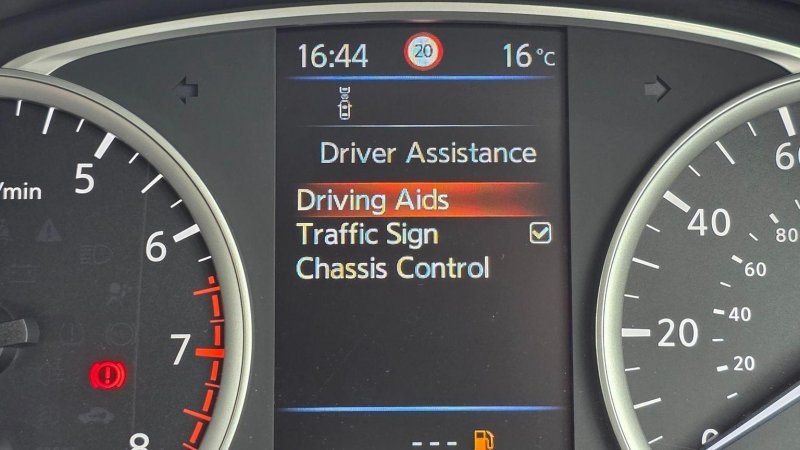 16:44 20 16 °C
Driver Assistance
Driving Aids
Traffic Sign
Chassis Control
/min
5
6
7
8
60
40
20
0
80
60
40
20
---